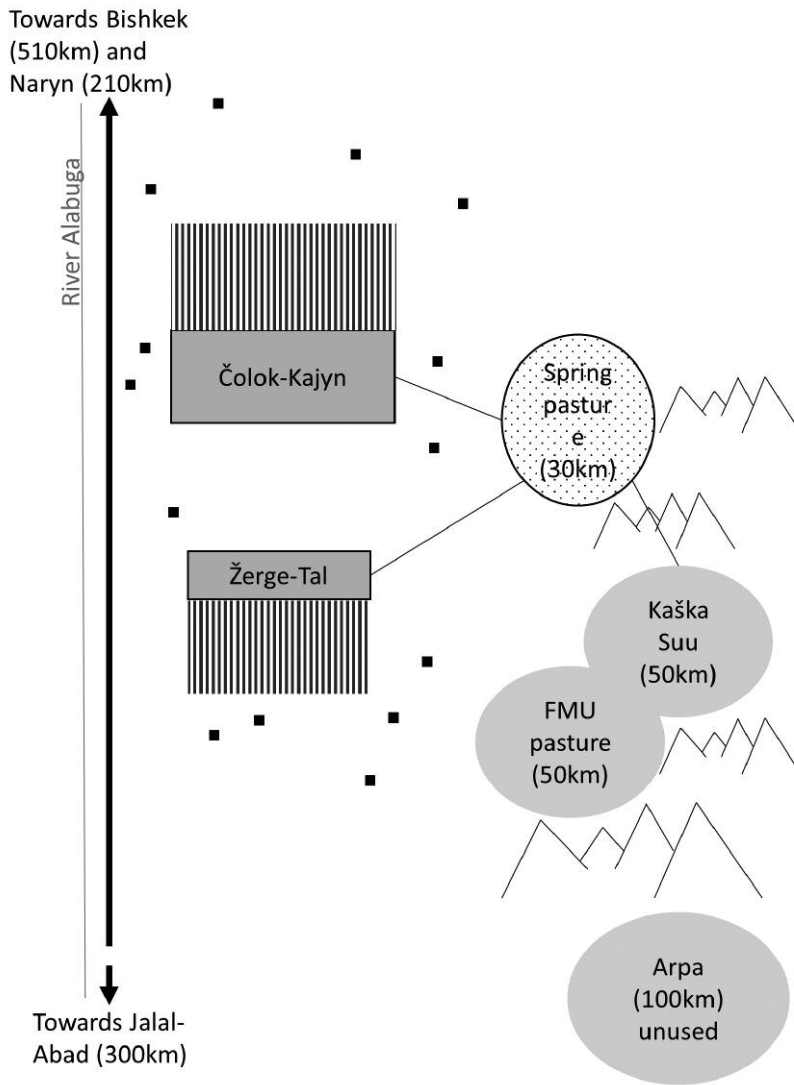 Towards Bishkek
(510km) and
Naryn (210km)
River Alabuga
Čolok-Kajyn
Spring
pastur
e
(30km)
Žerge-Tal
Kaška
Suu
(50km)
FMU
pasture
(50km)
Arpa
(100km)
unused
Towards Jalal-
Abad (300km)